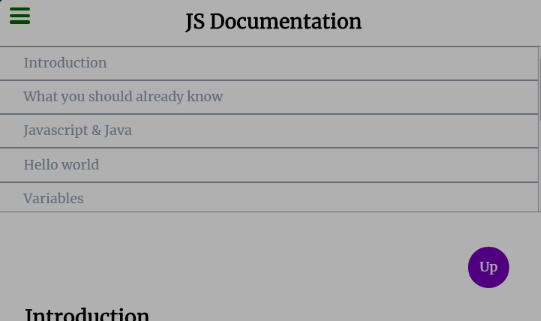 JS Documentation
Introduction
What you should already know
Javascript & Java
Hello world
Variables
Up
Introduction